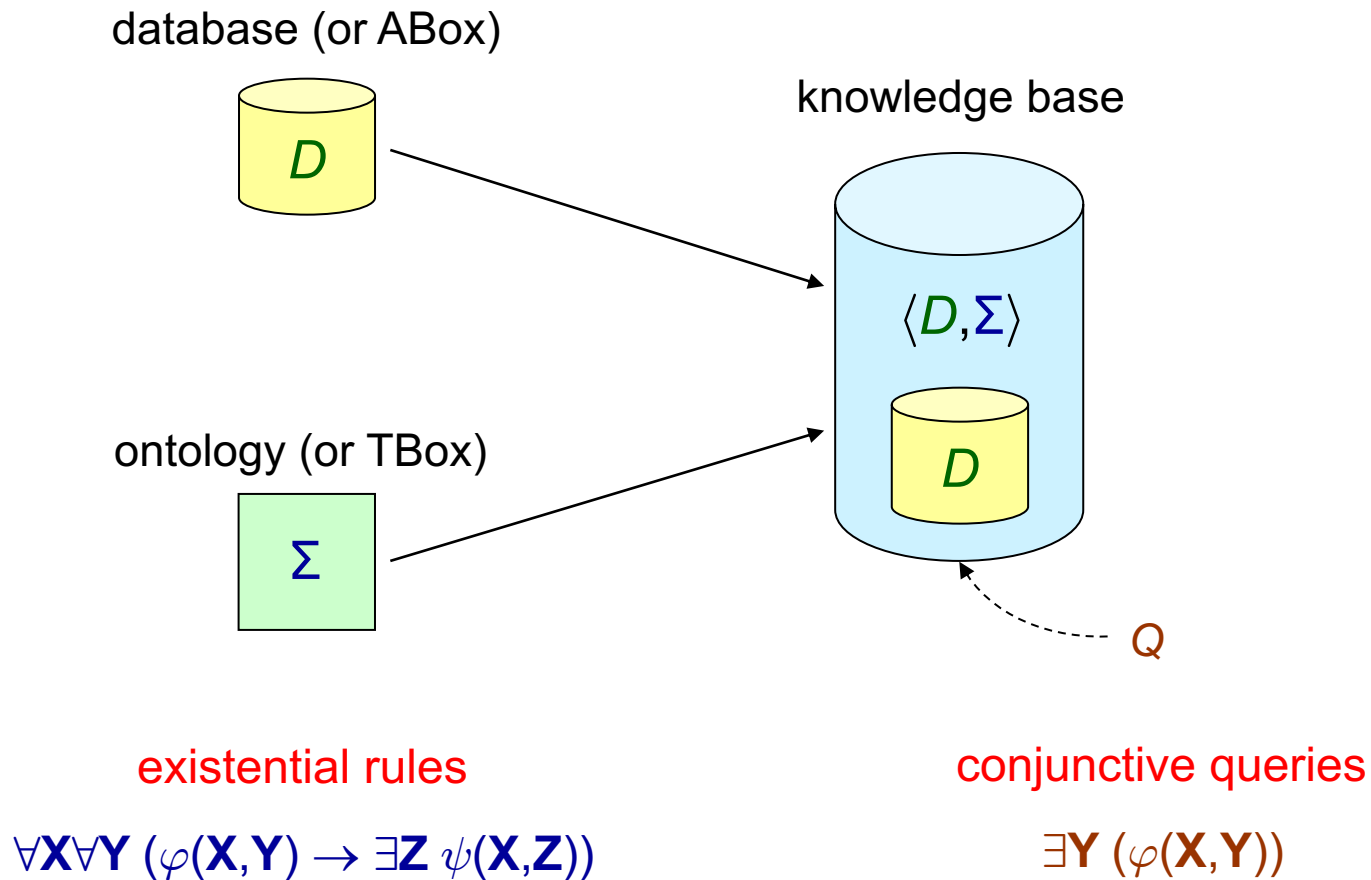 database (or ABox)
D
knowledge base
⟨D,Σ⟩
D
ontology (or TBox)
Σ
Q
existential rules
∀X∀Y (φ(X,Y) → ∃Z ψ(X,Z))
conjunctive queries
∃Y (φ(X,Y))